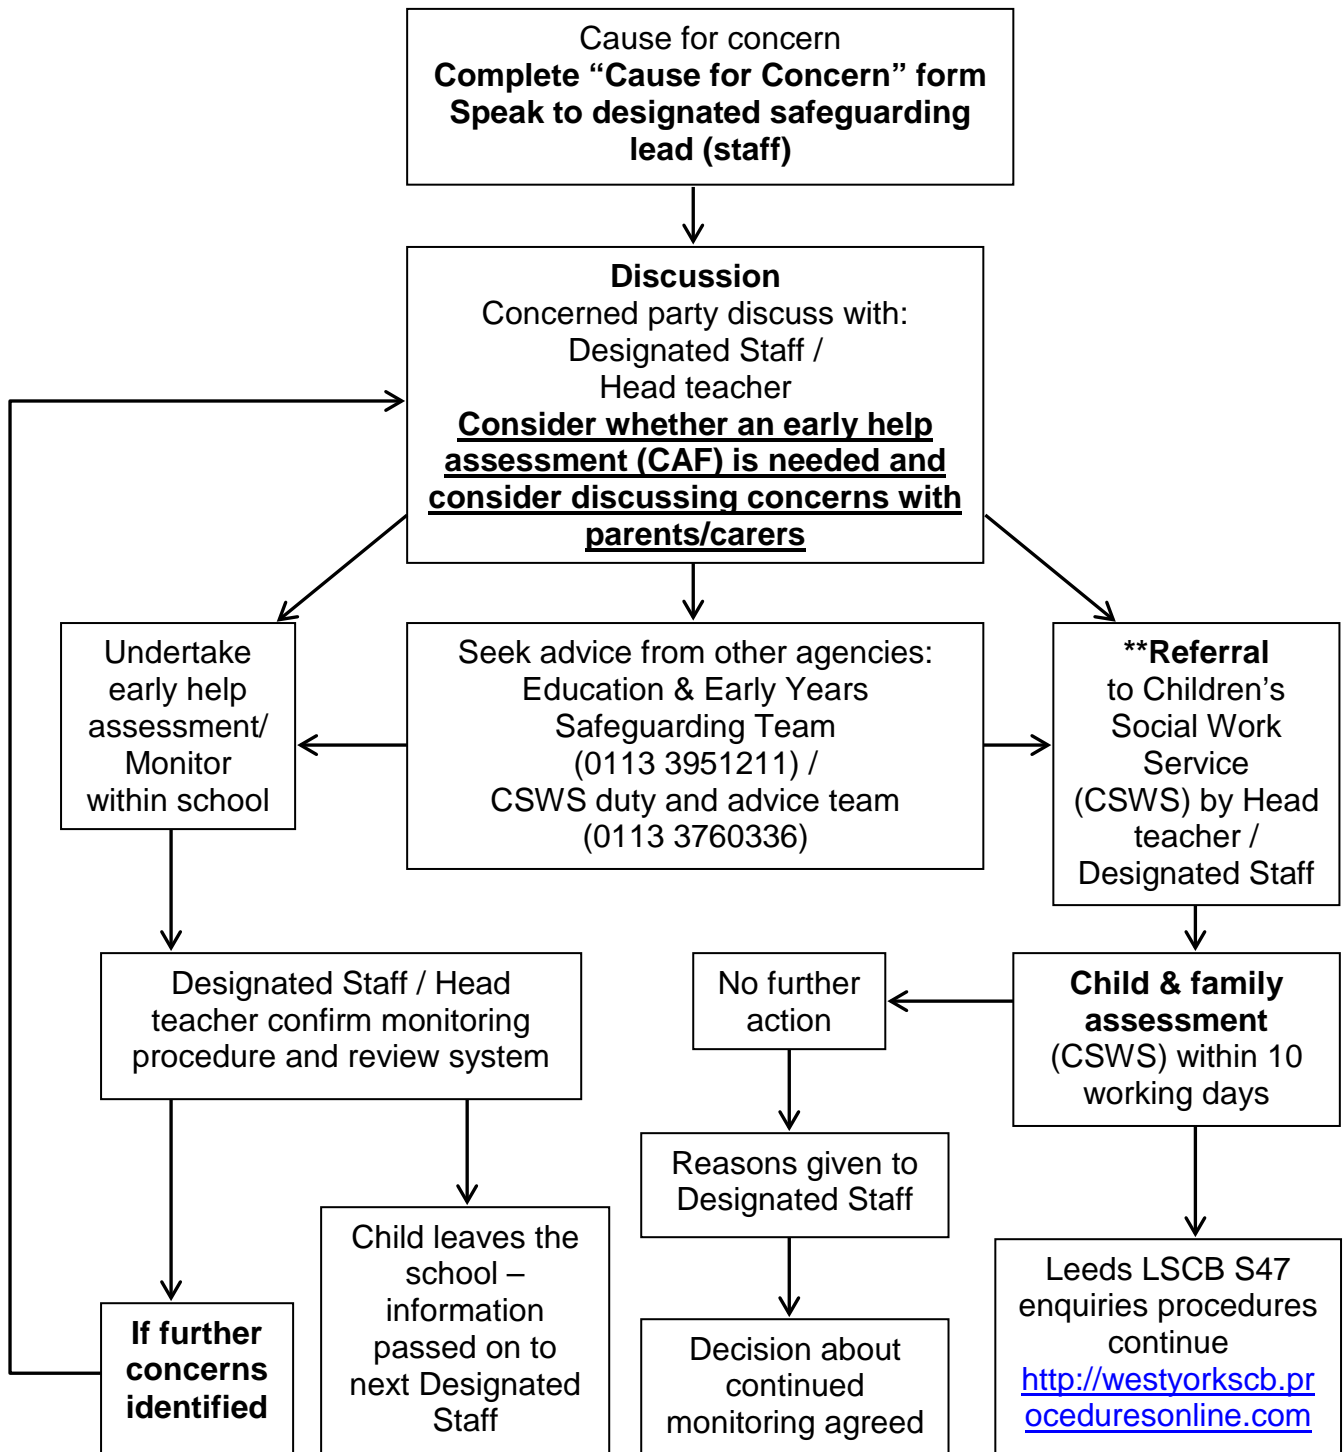 Cause for concern
Complete “Cause for Concern” form
Speak to designated safeguarding
lead (staff)
Discussion
Concerned party discuss with:
Designated Staff /
Head teacher
Consider whether an early help
assessment (CAF) is needed and
consider discussing concerns with
parents/carers
Undertake
early help
assessment/
Monitor
within school
Seek advice from other agencies:
Education & Early Years
Safeguarding Team
(0113 3951211) /
CSWS duty and advice team
(0113 3760336)
**Referral
to Children’s
Social Work
Service
(CSWS) by Head
teacher /
Designated Staff
Designated Staff / Head
teacher confirm monitoring
procedure and review system
No further
action
Child & family
assessment
(CSWS) within 10
working days
Reasons given to
Designated Staff
If further
concerns
identified
Child leaves the
school –
information
passed on to
next Designated
Staff
Decision about
continued
monitoring agreed
Leeds LSCB S47
enquiries procedures
continue
http://westyorkscb.pr
oceduresonline.com